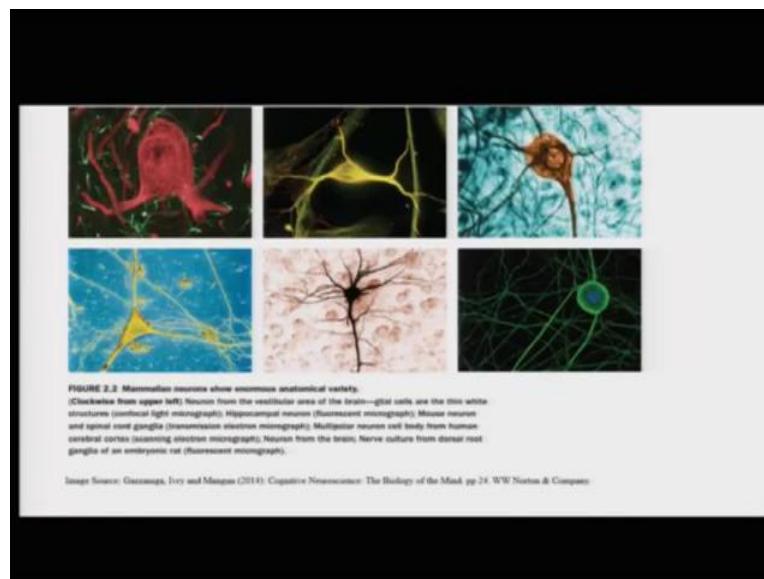 FIGURE 2.2 Mammalian neurons show enormous anatomical variety.
(Clockwise from upper left) Neuron from the vestibular area of the brain—glial cells are the thin white
structures (confocal light micrograph); Hippocampal neuron (fluorescent micrograph); Mouse neuron
and spinal cord ganglia (transmission electron micrograph); Multipolar neuron cell body from human
cerebral cortex (scanning electron micrograph); Neuron from the brain; Nerve culture from dorsal root
ganglia of an embryonic rat (fluorescent micrograph).
Image Source: Gazzaniga, Ivry and Mangun (2014): Cognitive Neuroscience: The Biology of the Mind. pp 24. WW Norton & Company.